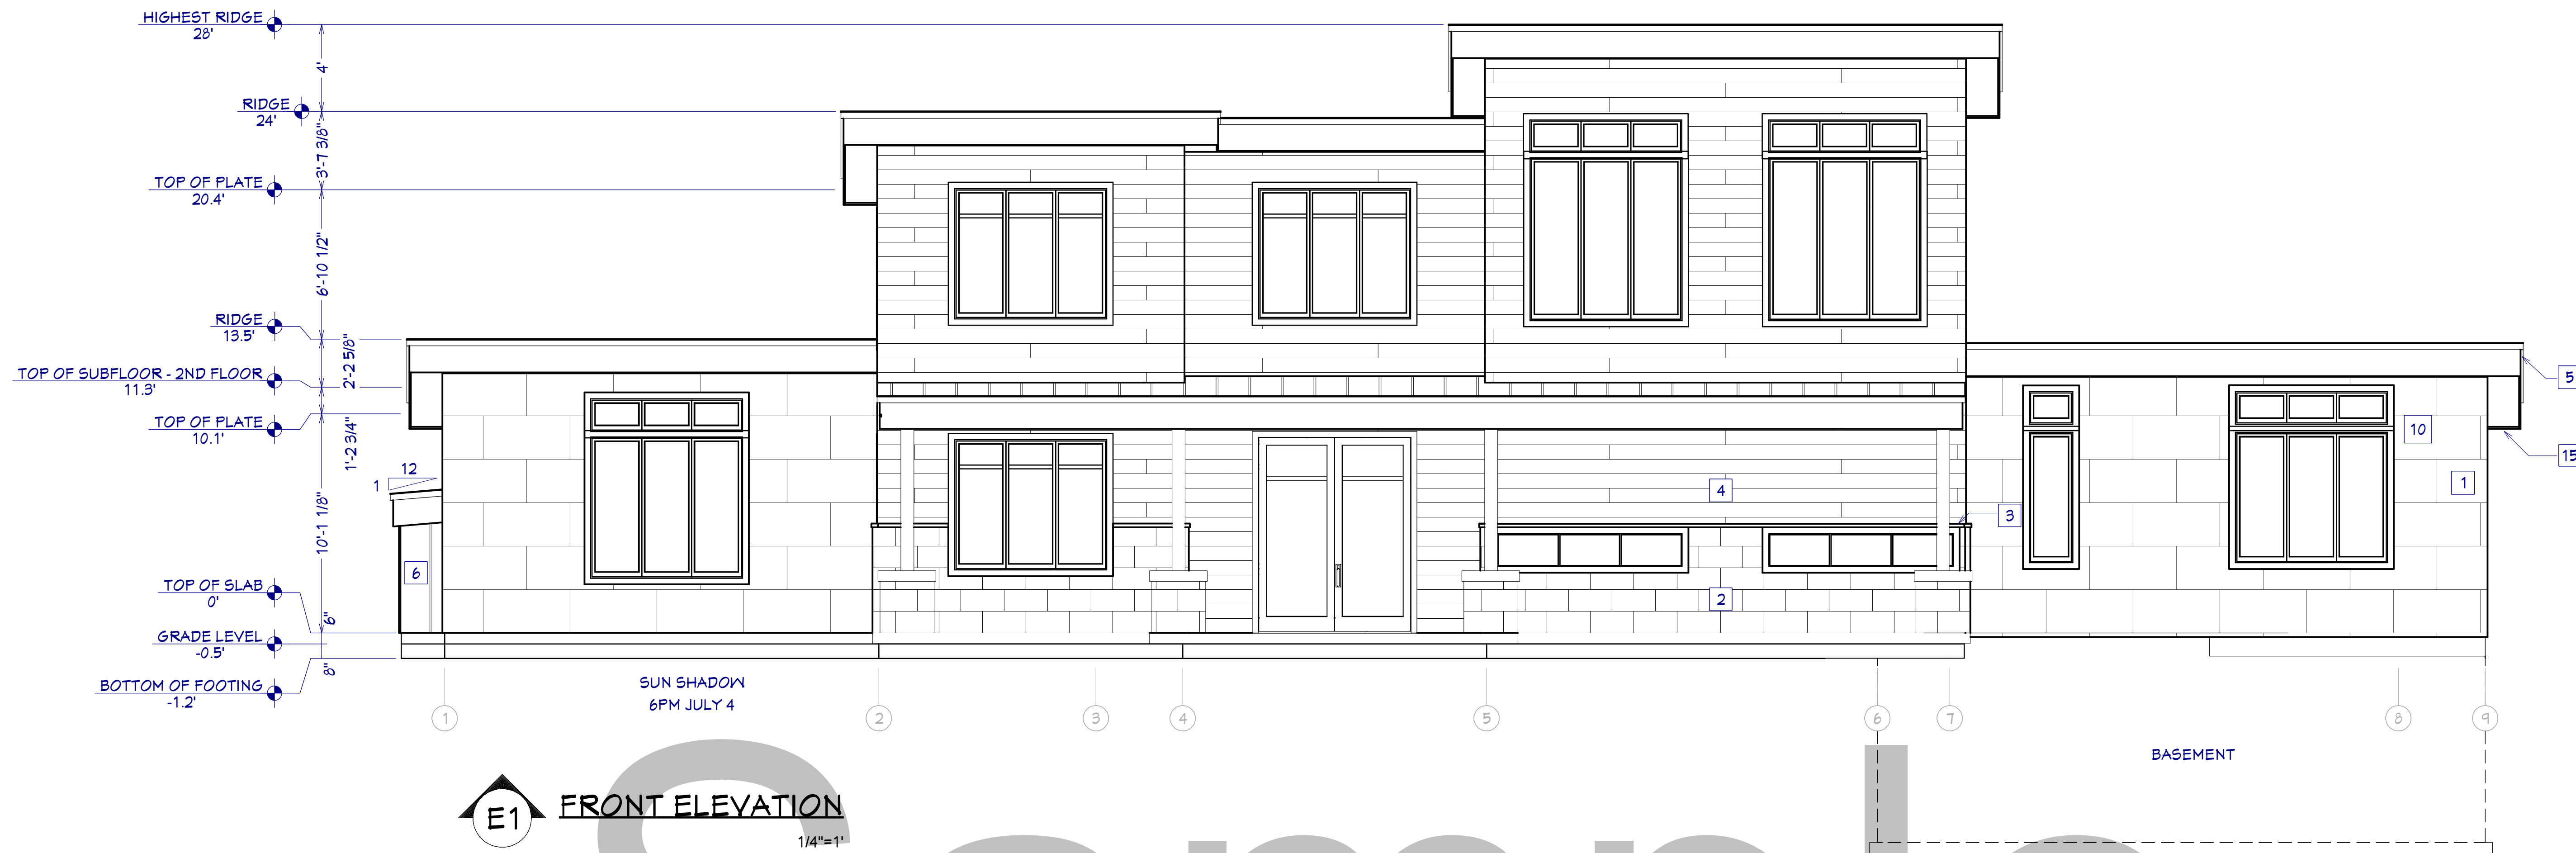 HIGHEST RIDGE
28'
4'
RIDGE
24'
3'-7 3/8"
TOP OF PLATE
20.4'
6'-10 1/2"
RIDGE
13.5'
2'-2 5/8"
TOP OF SUBFLOOR - 2ND FLOOR
11.3'
TOP OF PLATE
10.1'
1'-2 3/4"
12
1
10'-1 1/8"
TOP OF SLAB
0'
6"
GRADE LEVEL
-0.5'
8"
BOTTOM OF FOOTING
-1.2'
5
10
15
1
4
3
6
2
SUN SHADOW
6PM JULY 4
1 2 3 4 5 6 7 8 9
BASEMENT
E1 FRONT ELEVATION
1/4"=1'